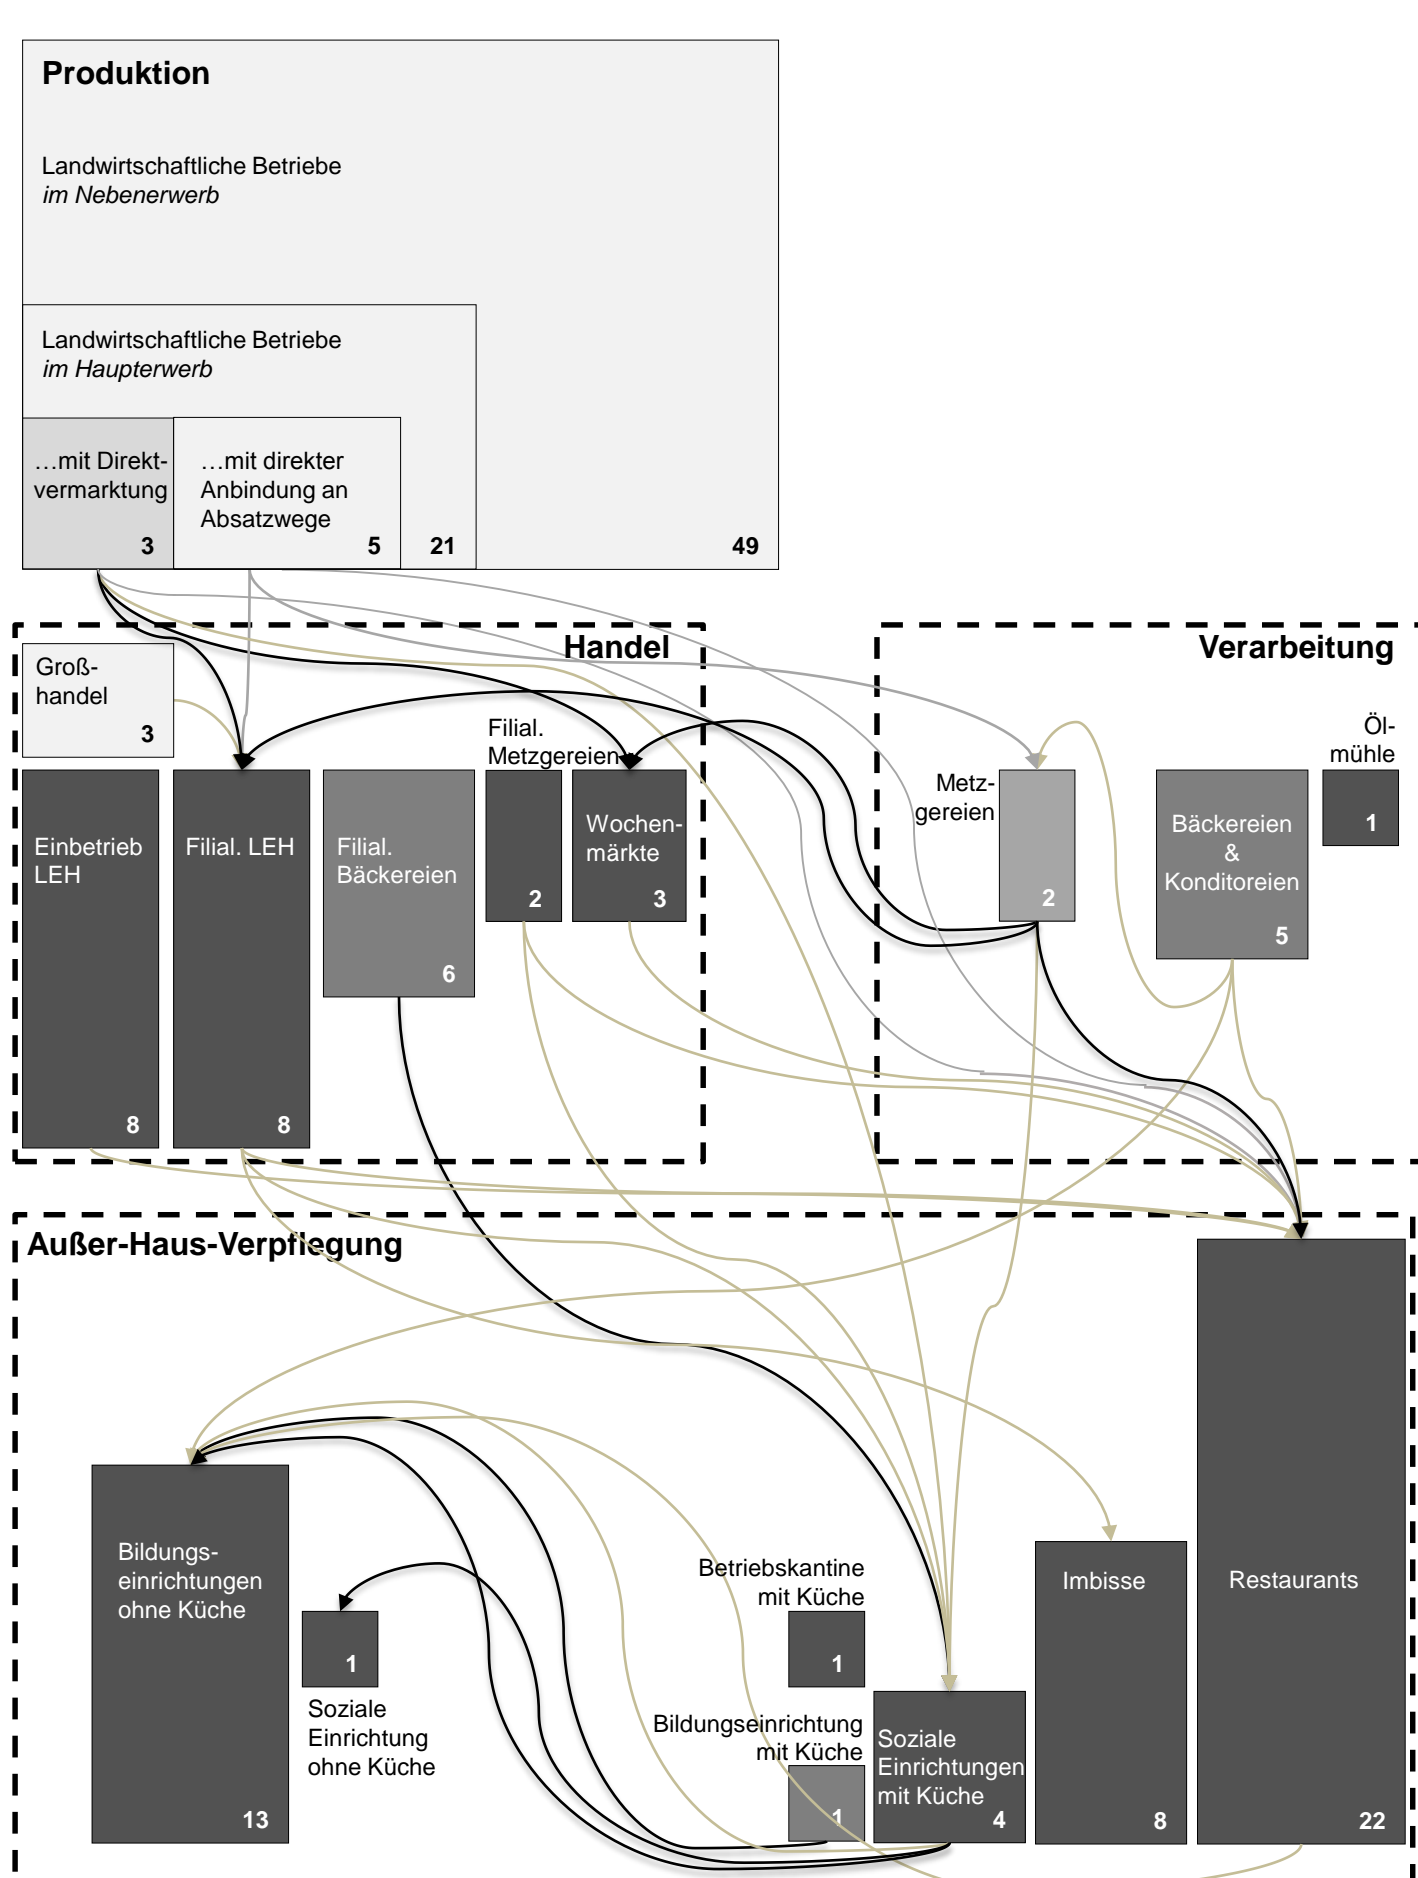 Produktion
Landwirtschaftliche Betriebe
im Nebenerwerb
Landwirtschaftliche Betriebe
im Haupterwerb
…mit Direkt-
vermarktung
3
…mit direkter
Anbindung an
Absatzwege
5
21
49
Handel
Groß-
handel
3
Einbetrieb
LEH
8
Filial. LEH
8
Filial.
Bäckereien
6
Filial.
Metzgereien
2
Wochen-
märkte
3
Verarbeitung
Metz-
gereien
2
Bäckereien
&
Konditoreien
5
Öl-
mühle
1
Außer-Haus-Verpflegung
Bildungs-
einrichtungen
ohne Küche
13
1
Soziale
Einrichtung
ohne Küche
Betriebskantine
mit Küche
1
Bildungseinrichtung
mit Küche
1
Soziale
Einrichtungen
mit Küche
4
Imbisse
8
Restaurants
22